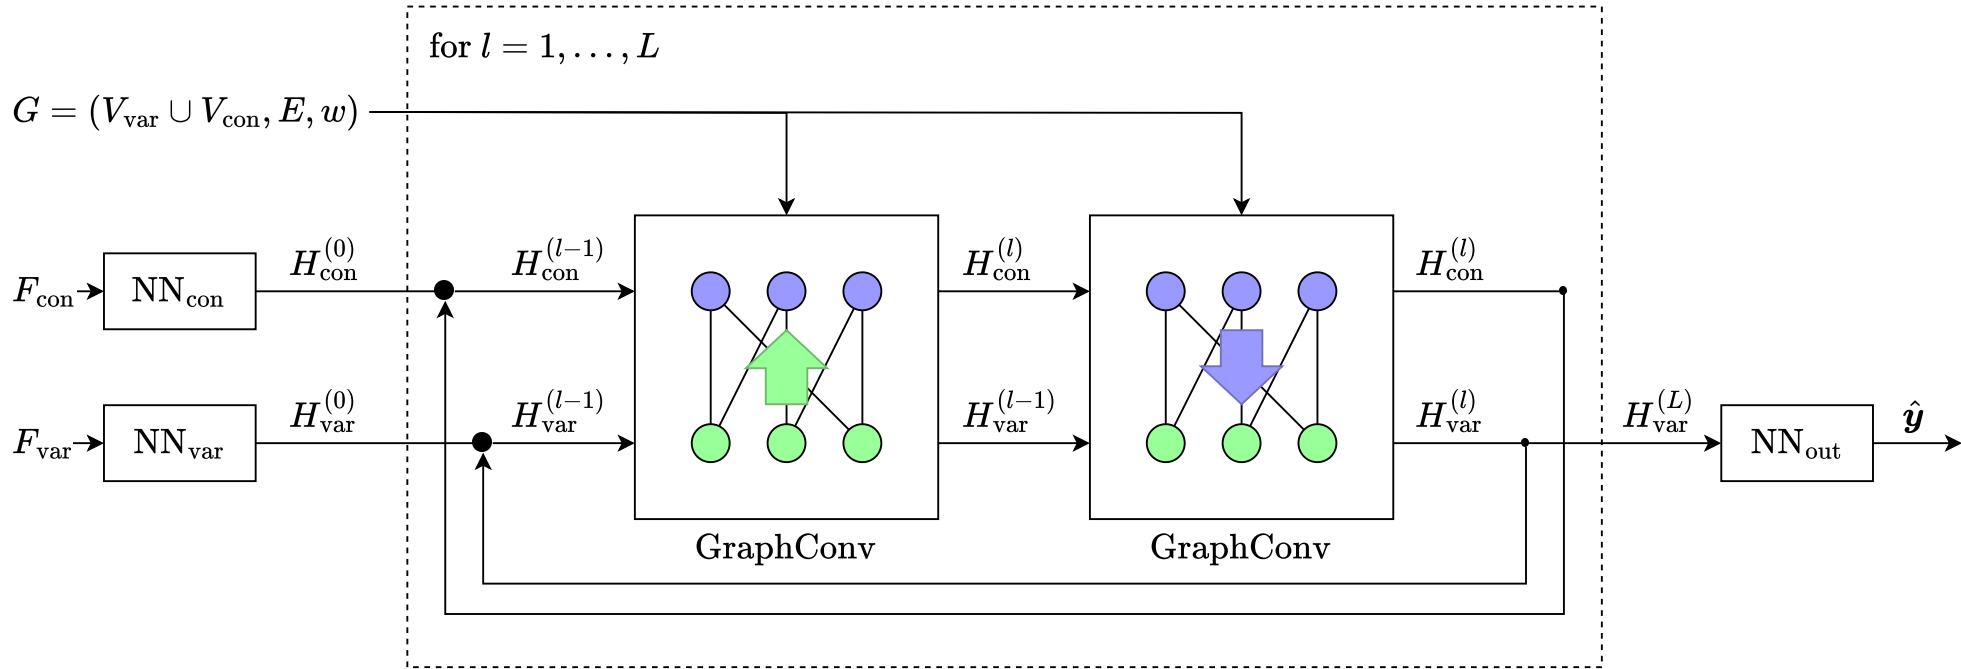 for l = 1, . . . , L
G = (V_var ∪ V_con, E, w)
F_con NN_con H_con^(0) H_con^(l−1) H_con^(l) H_con^(l)
F_var NN_var H_var^(0) H_var^(l−1) H_var^(l−1) H_var^(l) H_var^(L) NN_out ŷ
GraphConv GraphConv